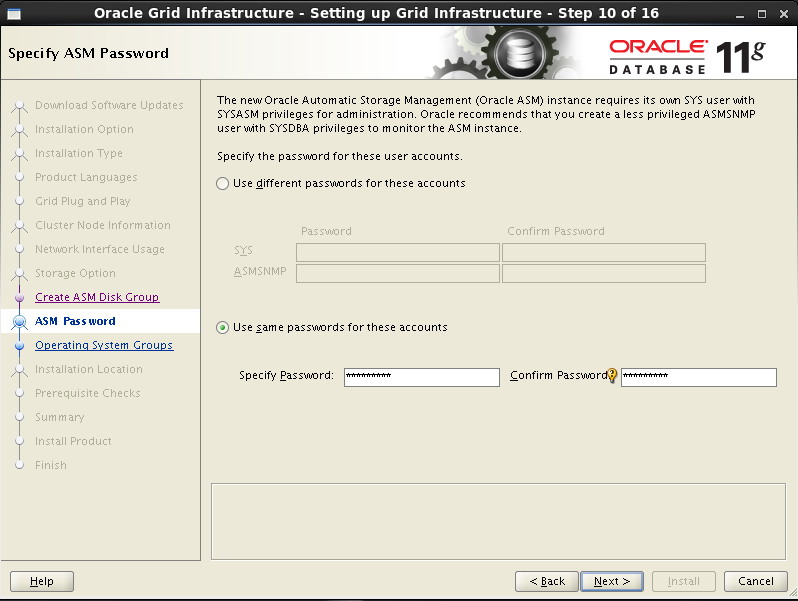 Oracle Grid Infrastructure - Setting up Grid Infrastructure - Step 10 of 16
Specify ASM Password
ORACLE
DATABASE 11g
Download Software Updates
Installation Option
Installation Type
Product Languages
Grid Plug and Play
Cluster Node Information
Network Interface Usage
Storage Option
Create ASM Disk Group
ASM Password
Operating System Groups
Installation Location
Prerequisite Checks
Summary
Install Product
Finish
The new Oracle Automatic Storage Management (Oracle ASM) instance requires its own SYS user with
SYSASM privileges for administration. Oracle recommends that you create a less privileged ASMSNMP
user with SYSDBA privileges to monitor the ASM instance.
Specify the password for these user accounts.
Use different passwords for these accounts
Password Confirm Password
SYS
ASMSNMP
Use same passwords for these accounts
Specify Password: ********* Confirm Password *********
Help < Back Next > Install Cancel